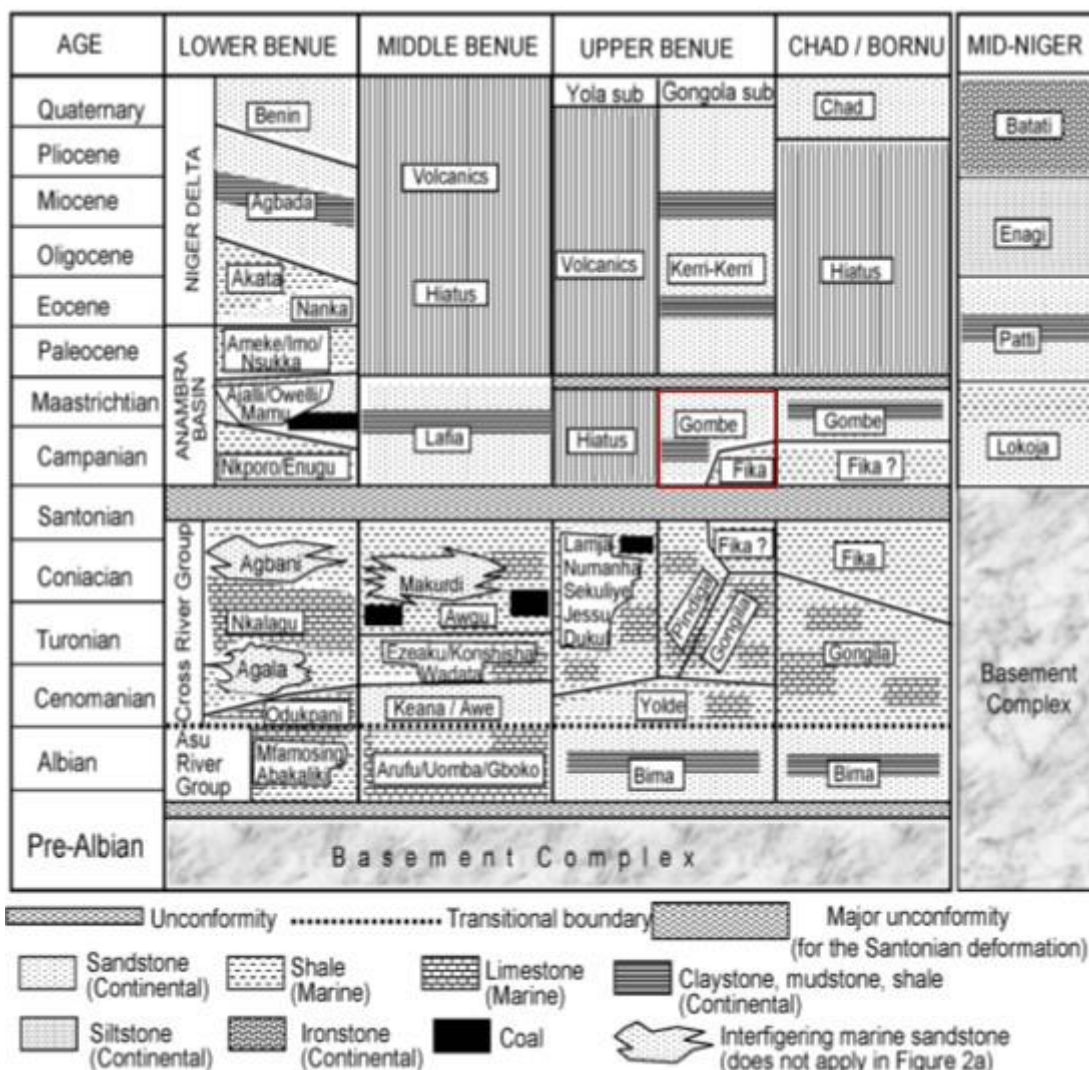 AGE
LOWER BENUE
MIDDLE BENUE
UPPER BENUE
CHAD / BORNU
MID-NIGER
Yola sub
Gongola sub
Quaternary
Pliocene
Miocene
Oligocene
Eocene
Paleocene
Maastrichtian
Campanian
Santonian
Coniacian
Turonian
Cenomanian
Albian
Pre-Albian
NIGER DELTA
ANAMBRA
BASIN
Cross River Group
Asu
River
Group
Benin
Agbada
Akata
Nanka
Ameke/Imo/
Nsukka
Ajalli/Owelli/
Mamu
Nkporo/Enugu
Agbani
Nkalagu
Agala
Odukpani
Mfamosing
Abakaliki
Volcanics
Hiatus
Lafia
Makurdi
Awgu
Ezeaku/Konshisha
Wadata
Keana / Awe
Arufu/Uomba/Gboko
Volcanics
Hiatus
Lamja
Numanha
Sekuliye
Jessu
Dukul
Kerri-Kerri
Gombe
Fika
Fika ?
Pindiga
Gongila
Yolde
Bima
Chad
Hiatus
Gombe
Fika ?
Fika
Gongila
Bima
Batati
Enagi
Patti
Lokoja
Basement
Complex
Basement Complex
Unconformity
Transitional boundary
Major unconformity
(for the Santonian deformation)
Sandstone
(Continental)
Shale
(Marine)
Limestone
(Marine)
Claystone, mudstone, shale
(Continental)
Siltstone
(Continental)
Ironstone
(Continental)
Coal
Interfigering marine sandstone
(does not apply in Figure 2a)